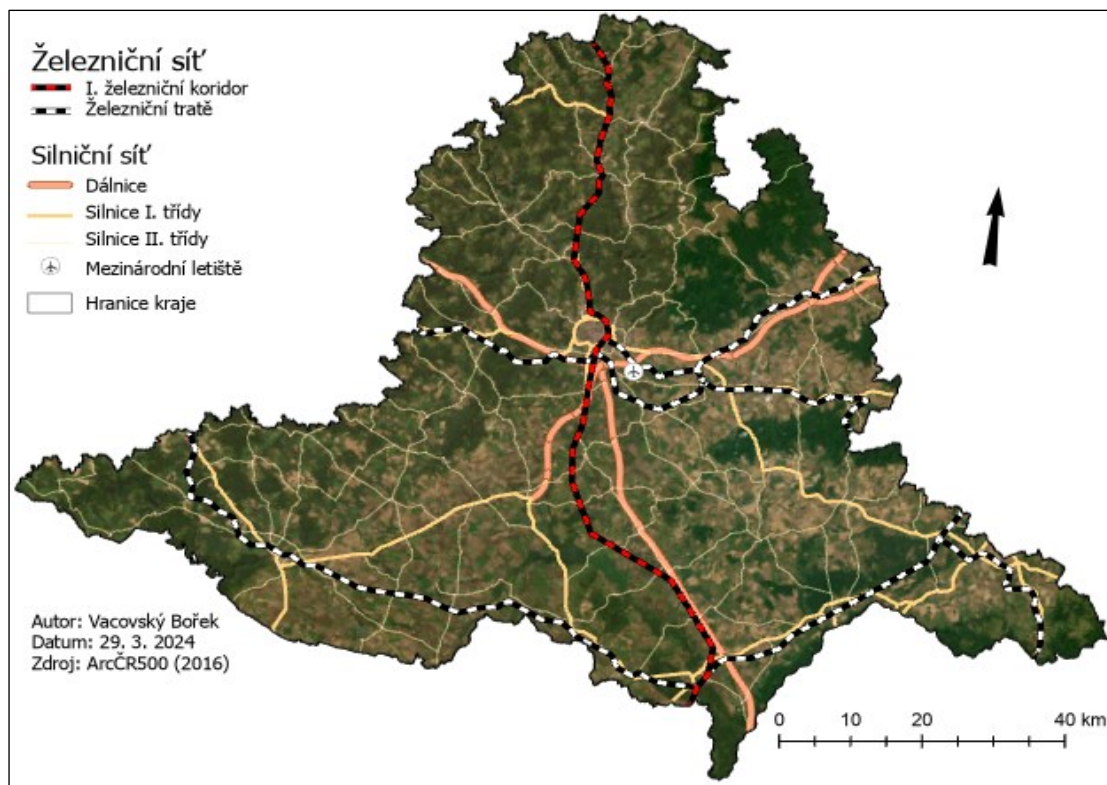 Železniční síť
I. železniční koridor
Železniční tratě
Silniční síť
Dálnice
Silnice I. třídy
Silnice II. třídy
Mezinárodní letiště
Hranice kraje
Autor: Vacovský Bořek
Datum: 29. 3. 2024
Zdroj: ArcČR500 (2016)
0 10 20 40 km